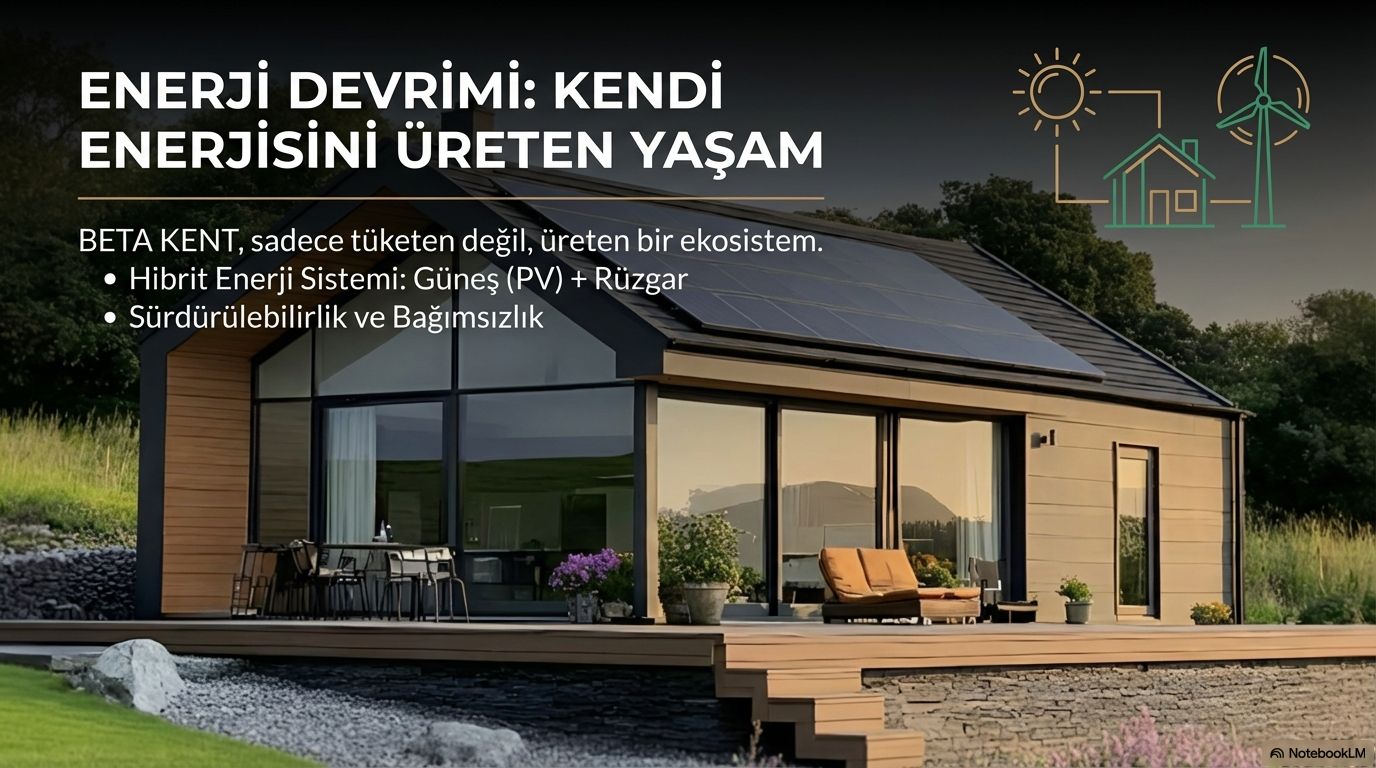 ENERJİ DEVRİMİ: KENDİ
ENERJİSİNİ ÜRETEN YAŞAM
BETA KENT, sadece tüketen değil, üreten bir ekosistem.
• Hibrit Enerji Sistemi: Güneş (PV) + Rüzgar
• Sürdürülebilirlik ve Bağımsızlık
NotebookLM